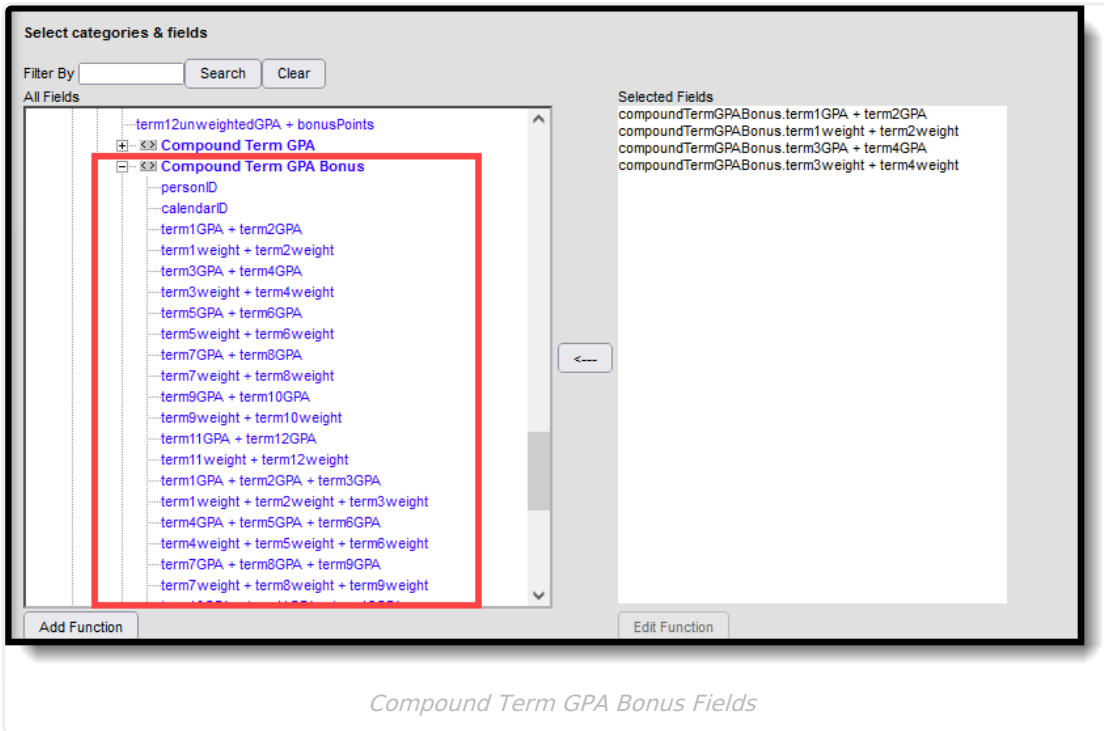 Select categories & fields
Filter By
Search
Clear
All Fields
term12unweightedGPA + bonusPoints
Compound Term GPA
Compound Term GPA Bonus
personID
calendarID
term1GPA + term2GPA
term1weight + term2weight
term3GPA + term4GPA
term3weight + term4weight
term5GPA + term6GPA
term5weight + term6weight
term7GPA + term8GPA
term7weight + term8weight
term9GPA + term10GPA
term9weight + term10weight
term11GPA + term12GPA
term11weight + term12weight
term1GPA + term2GPA + term3GPA
term1weight + term2weight + term3weight
term4GPA + term5GPA + term6GPA
term4weight + term5weight + term6weight
term7GPA + term8GPA + term9GPA
term7weight + term8weight + term9weight
Add Function
<---
Selected Fields
compoundTermGPABonus.term1GPA + term2GPA
compoundTermGPABonus.term1weight + term2weight
compoundTermGPABonus.term3GPA + term4GPA
compoundTermGPABonus.term3weight + term4weight
Edit Function
Compound Term GPA Bonus Fields